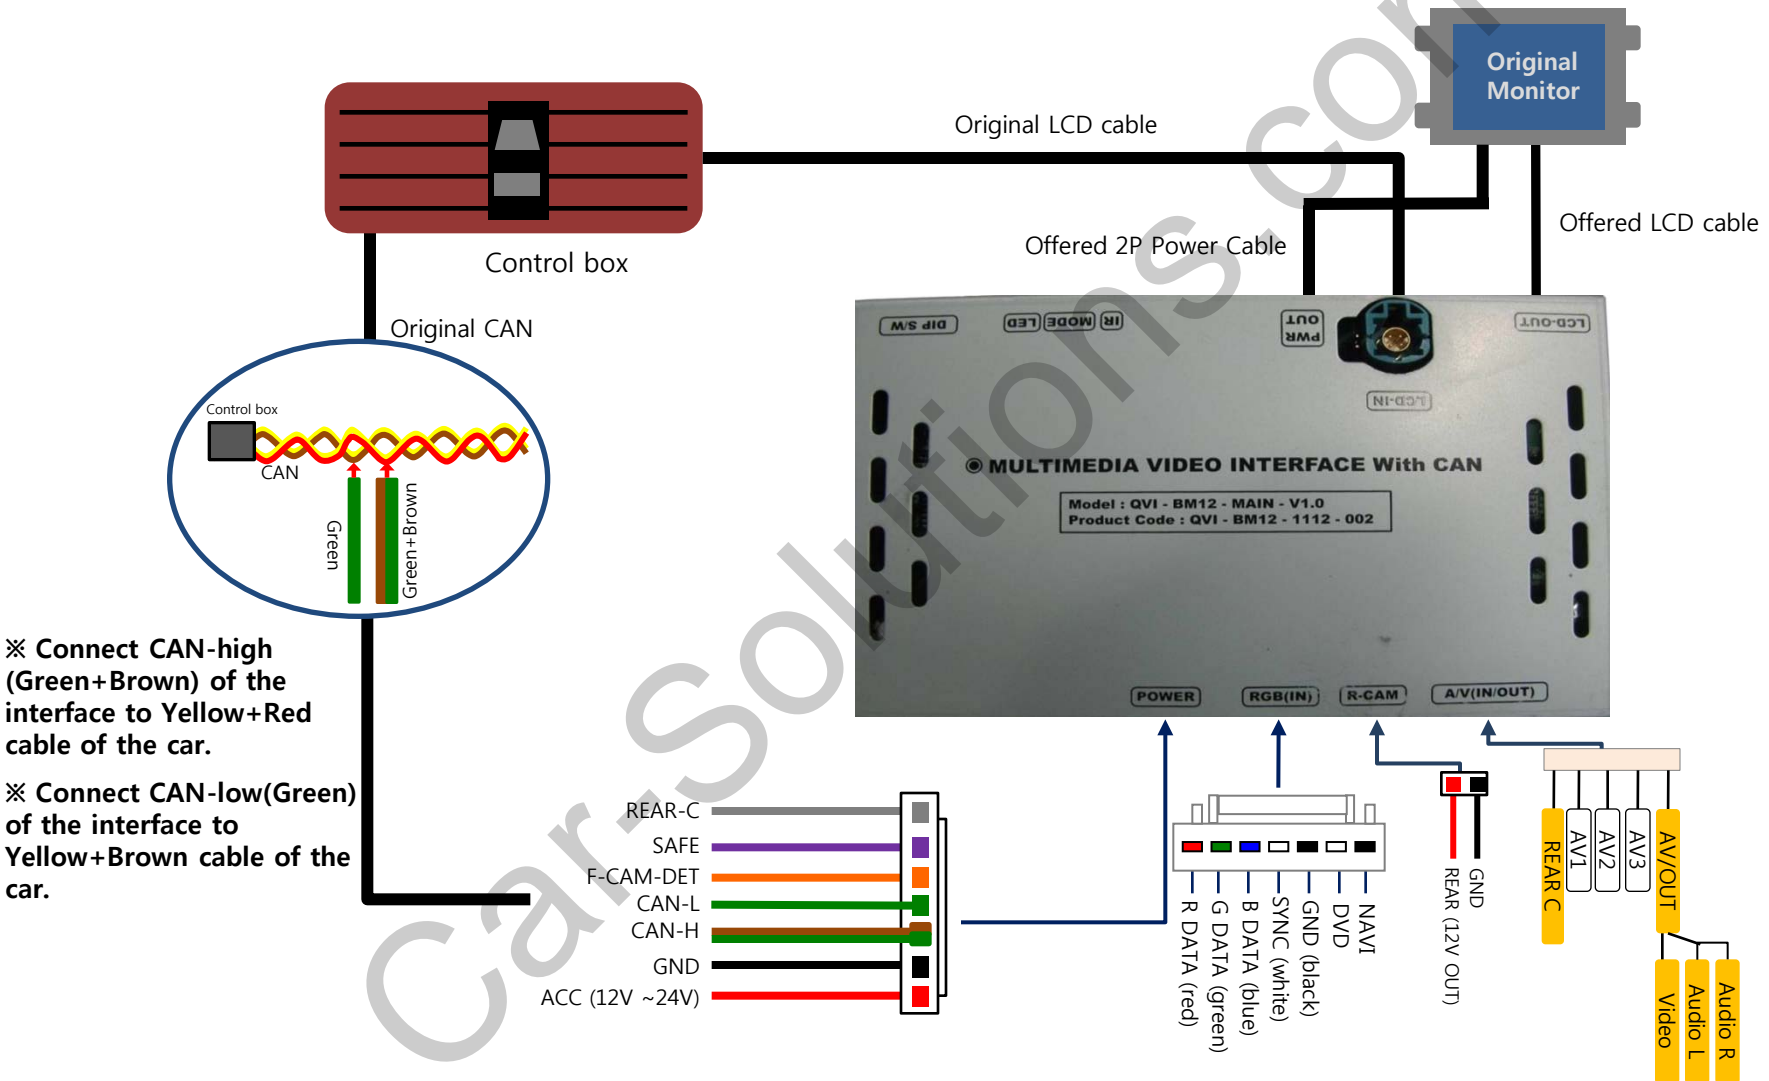 Original
Monitor
Original LCD cable
Offered LCD cable
Offered 2P Power Cable
Control box
Original CAN
Control box
CAN
Green
Green+Brown
DIP S/W
LED
MODE
IR
PWR
OUT
LCD-OUT
LCD-IN
MULTIMEDIA VIDEO INTERFACE With CAN
Model : QVI - BM12 - MAIN - V1.0
Product Code : QVI - BM12 - 1112 - 002
POWER
RGB(IN)
R-CAM
A/V(IN/OUT)
※ Connect CAN-high
(Green+Brown) of the
interface to Yellow+Red
cable of the car.
※ Connect CAN-low(Green)
of the interface to
Yellow+Brown cable of the
car.
REAR-C
SAFE
F-CAM-DET
CAN-L
CAN-H
GND
ACC (12V ~24V)
R DATA (red)
G DATA (green)
B DATA (blue)
SYNC (white)
GND (black)
DVD
NAVI
REAR (12V OUT)
GND
REAR C
AV1
AV2
AV3
AV/OUT
Video
Audio L
Audio R
Car-Solutions.com